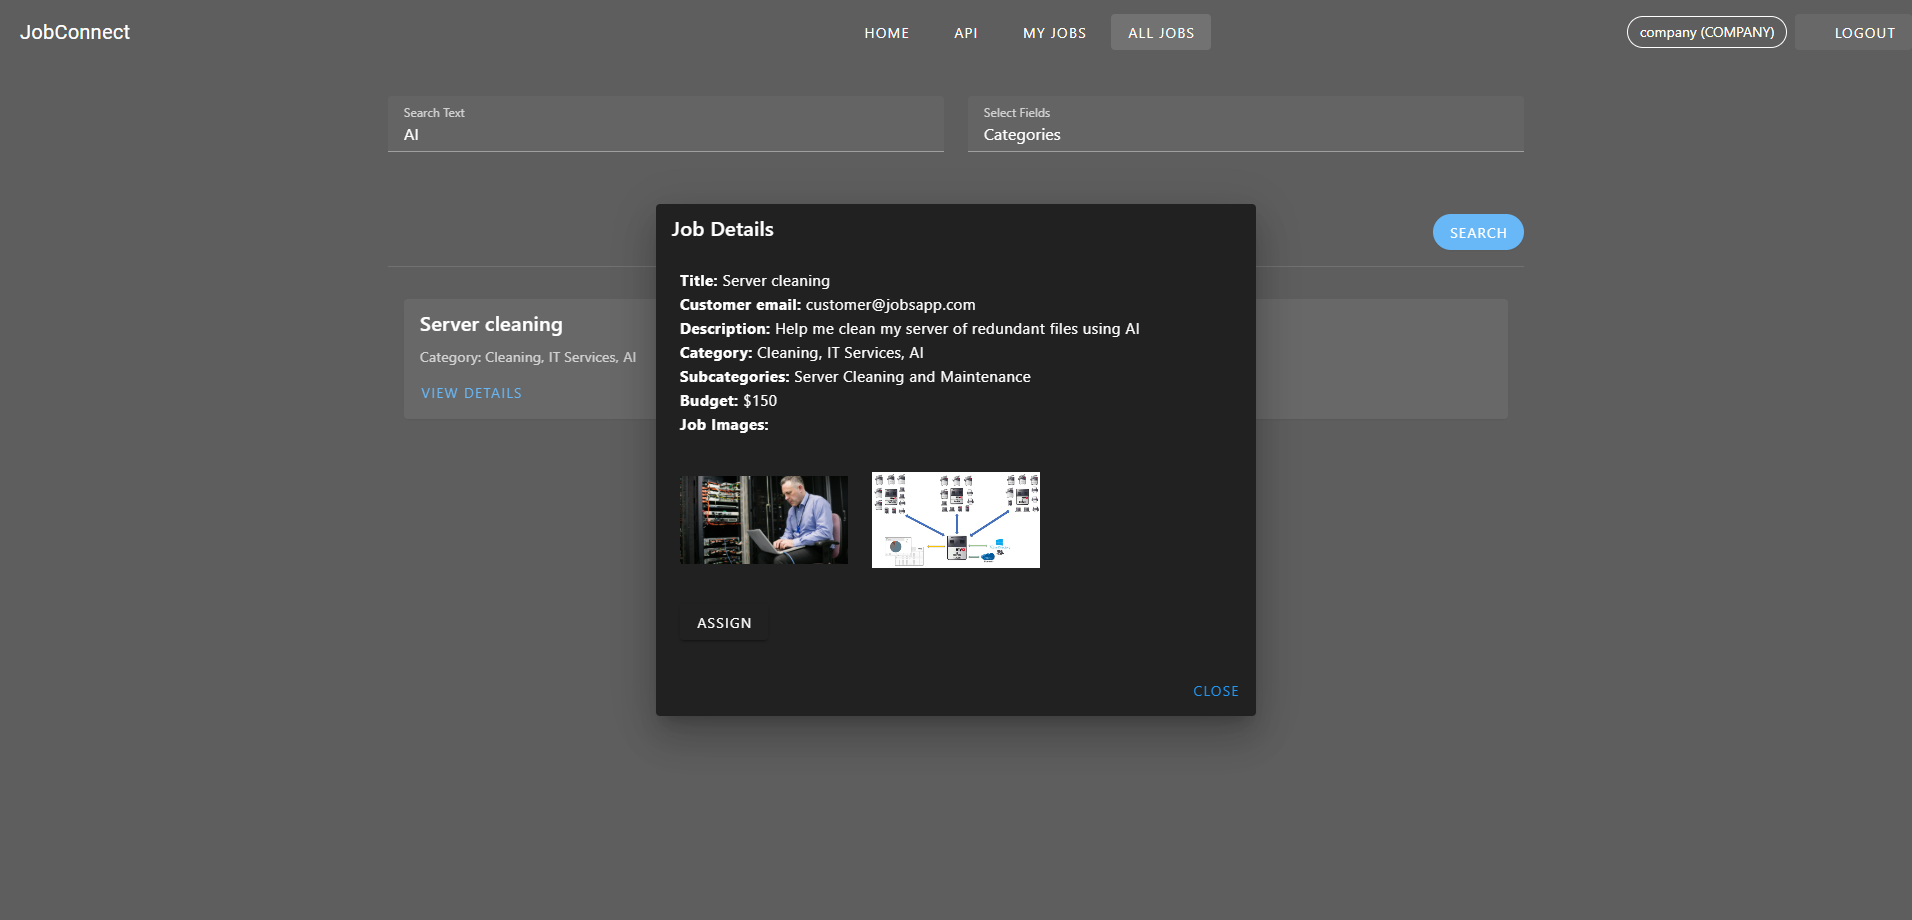 JobConnect
HOME
API
MY JOBS
ALL JOBS
company (COMPANY)
LOGOUT
Search Text
AI
Select Fields
Categories
SEARCH
Server cleaning
Category: Cleaning, IT Services, AI
VIEW DETAILS
Job Details
Title: Server cleaning
Customer email: customer@jobsapp.com
Description: Help me clean my server of redundant files using AI
Category: Cleaning, IT Services, AI
Subcategories: Server Cleaning and Maintenance
Budget: $150
Job Images:
ASSIGN
CLOSE